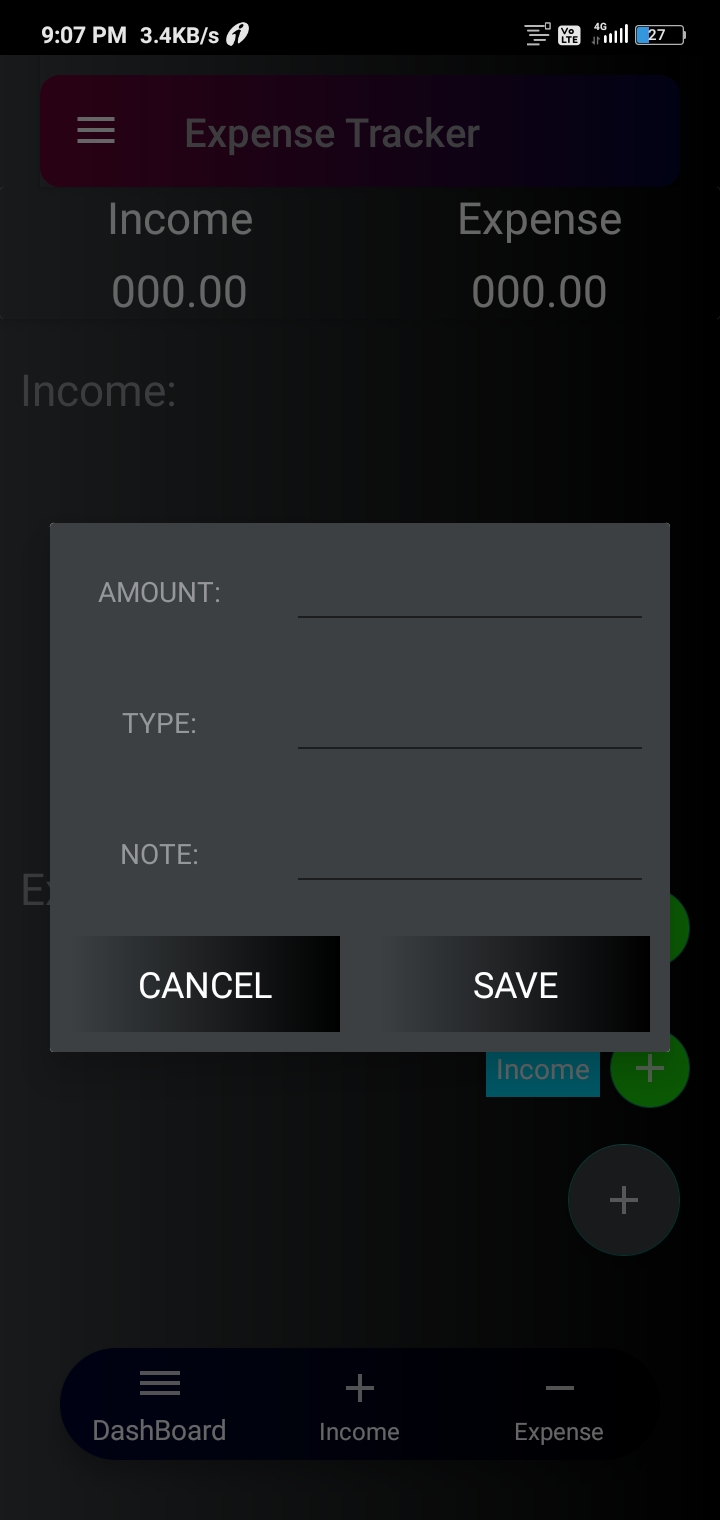 9:07 PM 3.4KB/s Vo LTE 4G 27
Expense Tracker
Income Expense
000.00 000.00
Income:
AMOUNT:
TYPE:
NOTE:
Ex
CANCEL SAVE
Income
DashBoard Income Expense